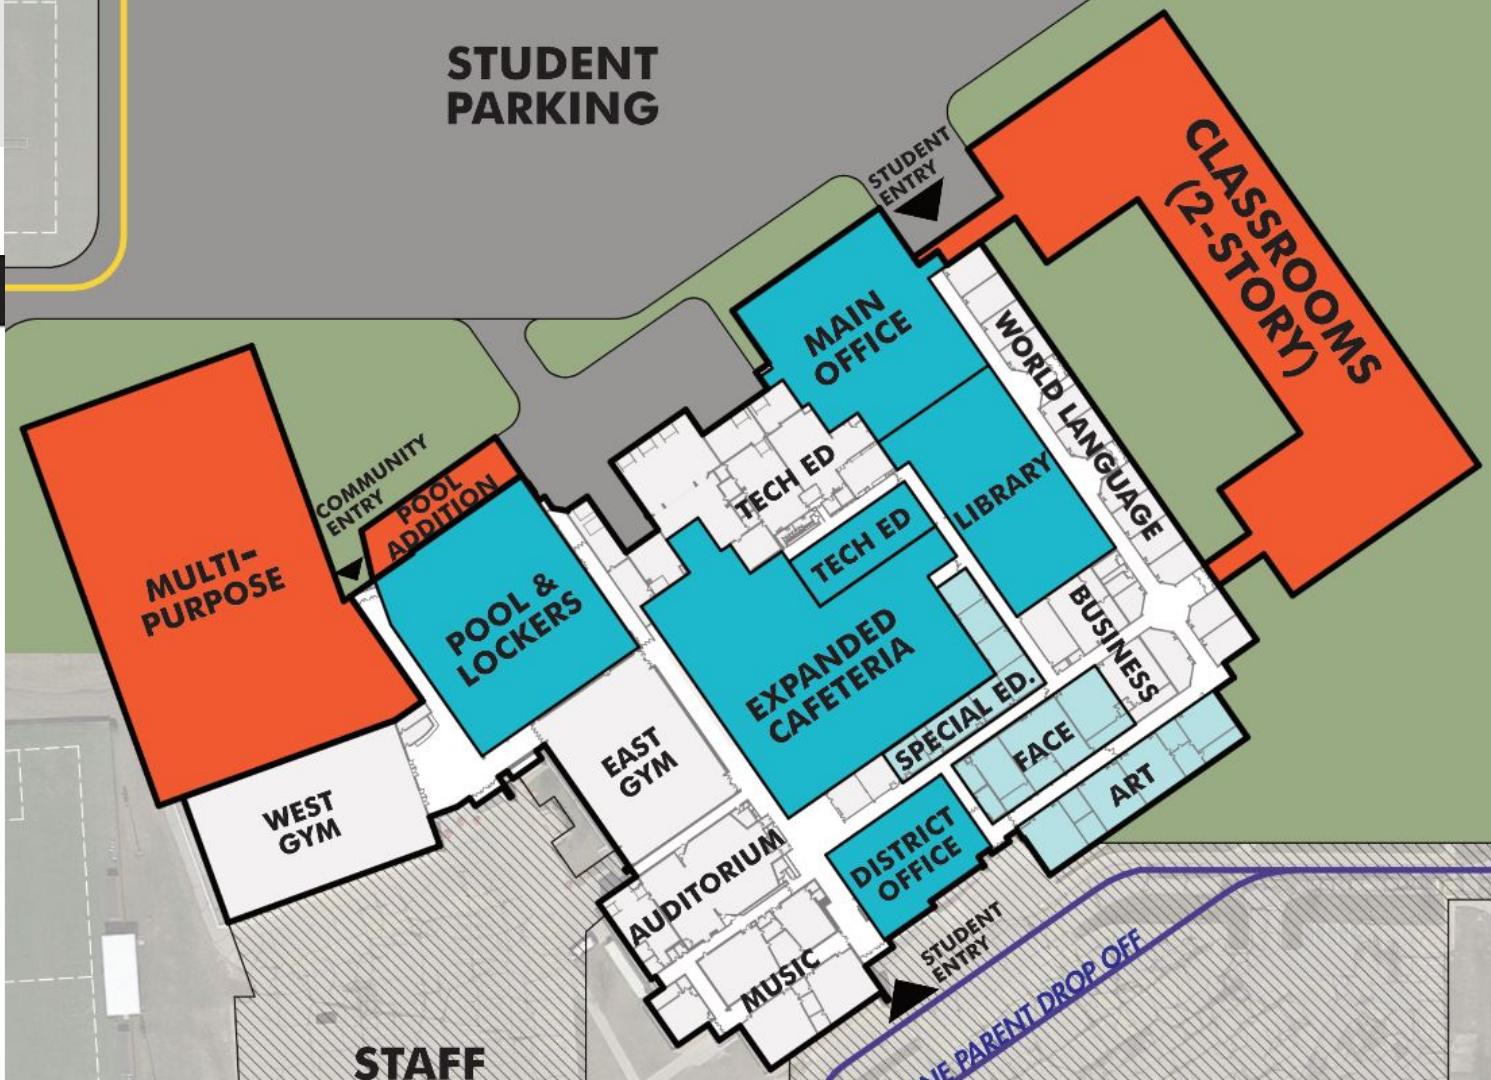 STUDENT
PARKING
STUDENT
ENTRY
CLASSROOMS
(2-STORY)
MAIN
OFFICE
WORLD LANGUAGE
COMMUNITY
ENTRY
POOL
ADDITION
TECH ED
LIBRARY
TECH ED
MULTI-
PURPOSE
POOL &
LOCKERS
EXPANDED
CAFETERIA
BUSINESS
SPECIAL ED.
FACE
ART
EAST
GYM
WEST
GYM
DISTRICT
OFFICE
AUDITORIUM
MUSIC
STUDENT
ENTRY
PARENT DROP OFF
STAFF